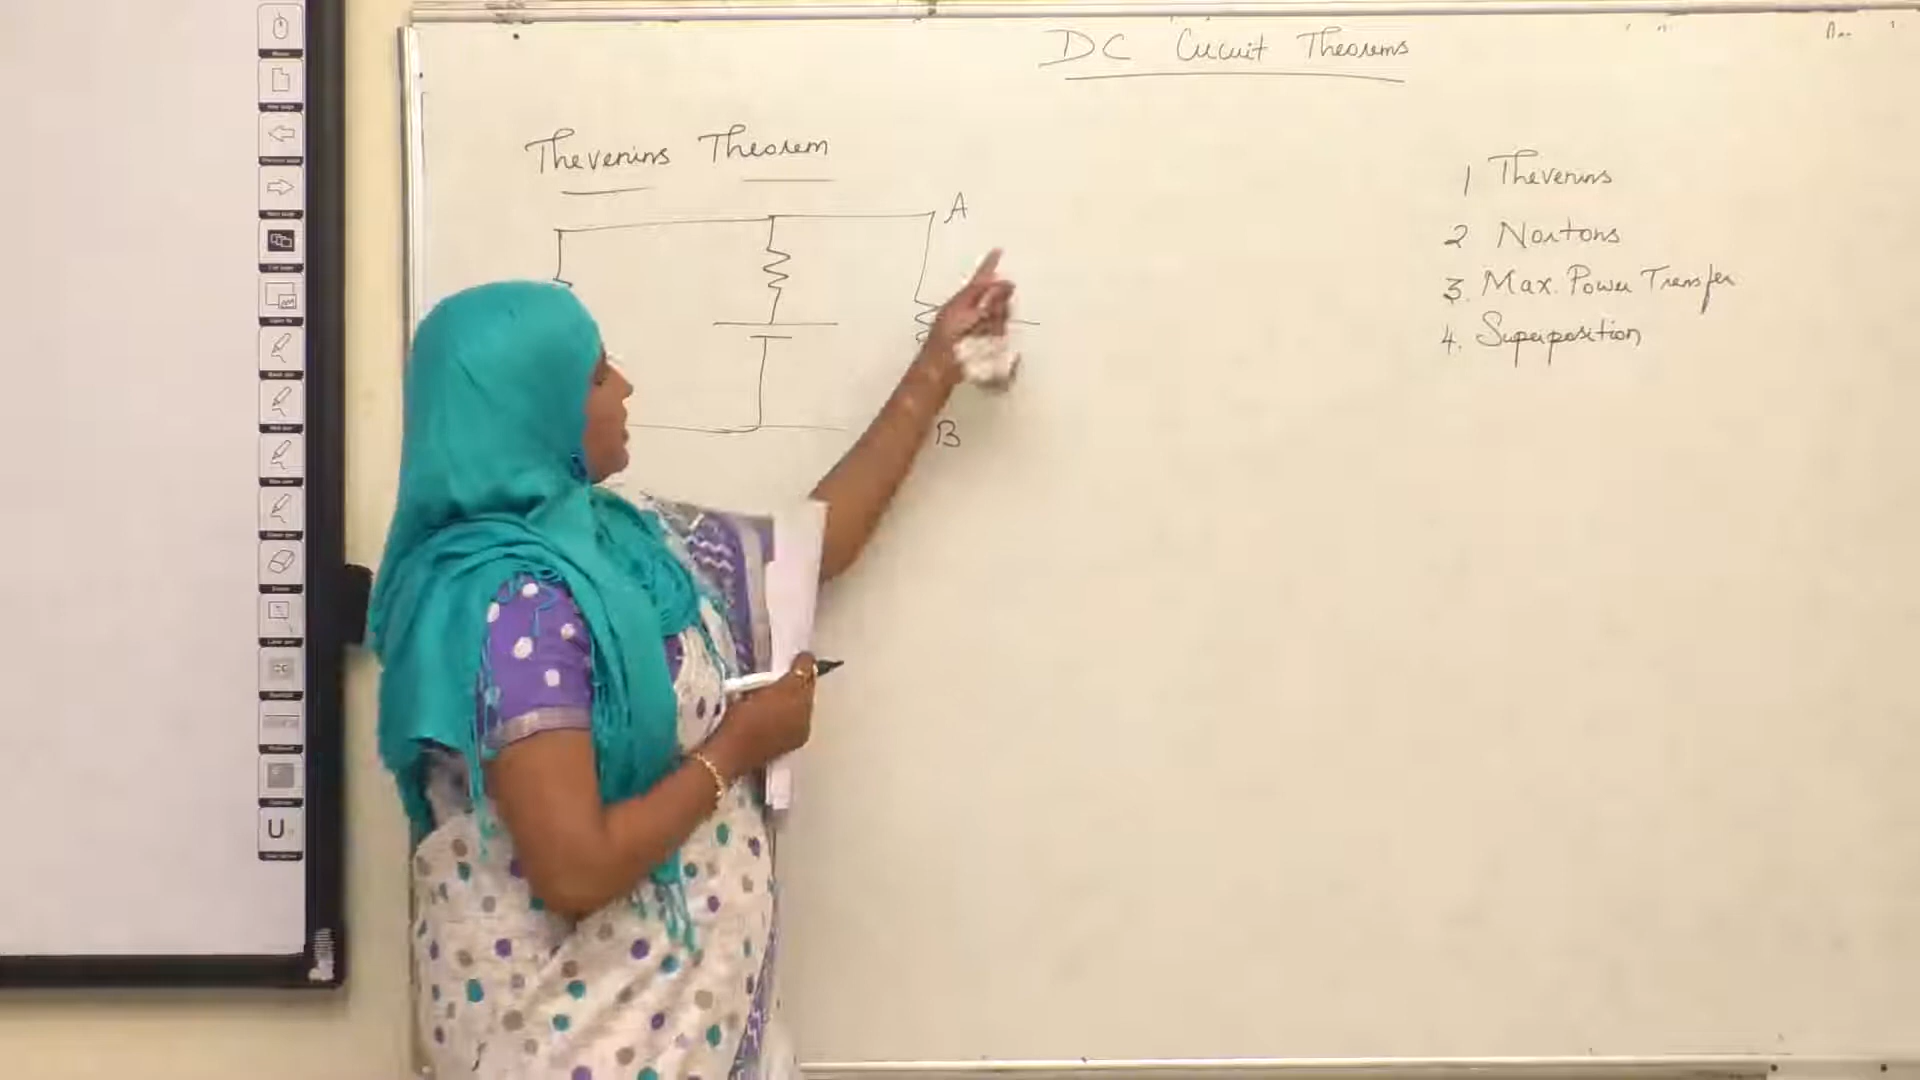 DC Circuit Theorems
Thevenins Theorem
A
B
1 Thevenins
2 Nortons
3. Max. Power Transfer
4. Superposition
U